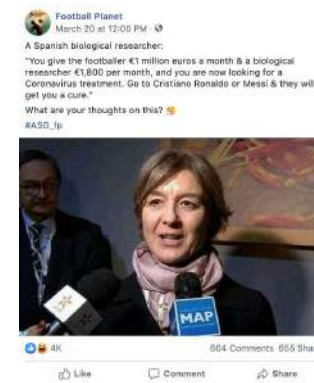 Football Planet
March 20 at 12:00 PM ·
A Spanish biological researcher:
"You give the footballer €1 million euros a month & a biological
researcher €1,800 per month, and you are now looking for a
Coronavirus treatment. Go to Cristiano Ronaldo or Messi & they will
get you a cure."
What are your thoughts on this?
#ASG_fp
MAP
4K
604 Comments 655 Sha
Like Comment Share